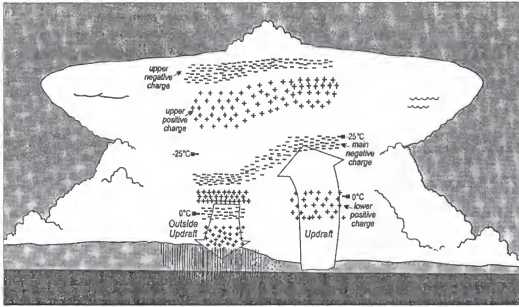 upper
negative
charge
upper
positive
charge
-25°C
-25°C
main
negative
charge
0°C
Outside
Updraft
0°C
lower
positive
charge
Updraft